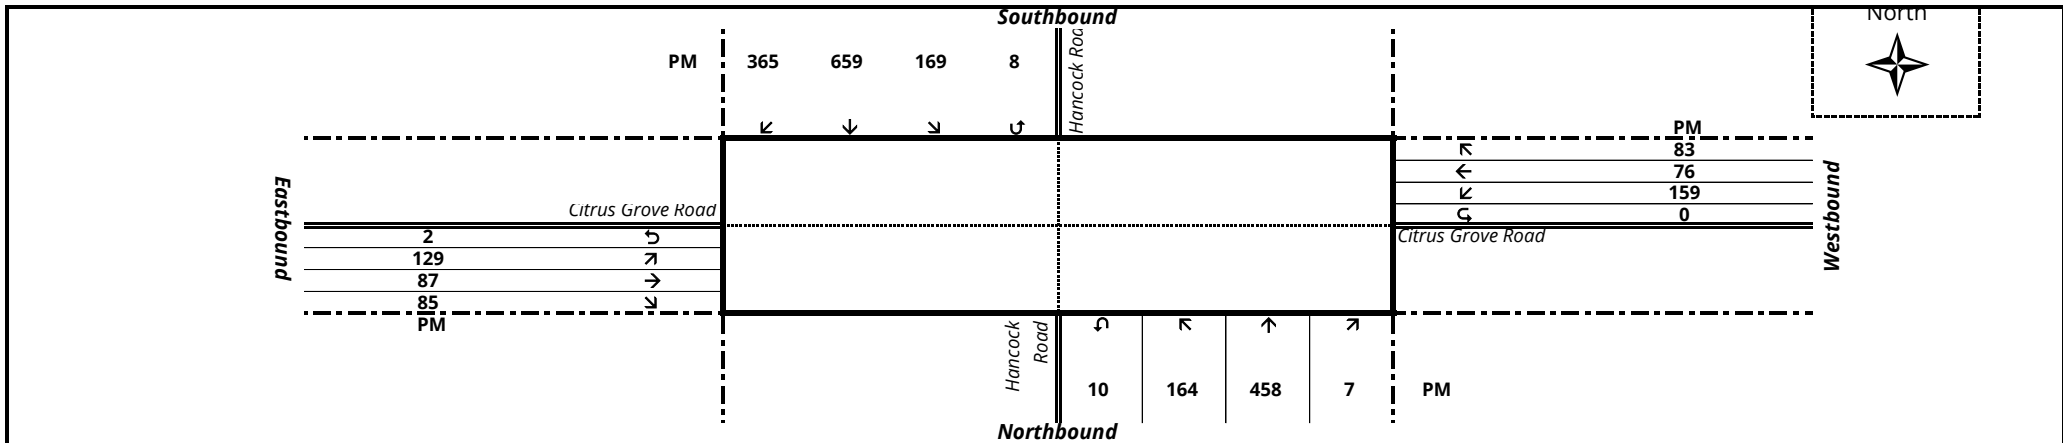 Southbound
North
PM 365 659 169 8
Hancock Road
PM
83
76
159
0
Eastbound
Citrus Grove Road
Westbound
Citrus Grove Road
2
129
87
85
PM
Hancock
Road
10 164 458 7 PM
Northbound